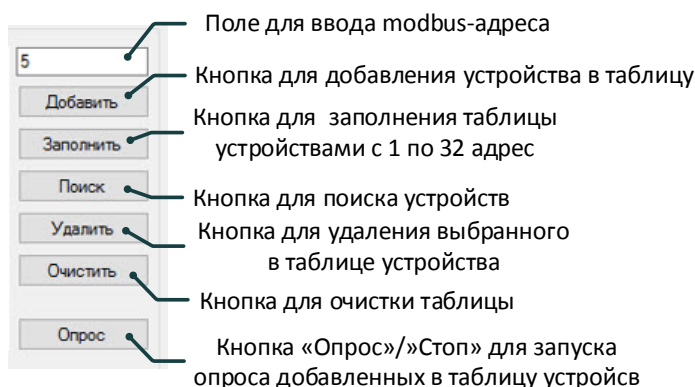 Поле для ввода modbus-адреса
5
Кнопка для добавления устройства в таблицу
Добавить
Кнопка для заполнения таблицы
устройствами с 1 по 32 адрес
Заполнить
Поиск
Кнопка для поиска устройств
Удалить
Кнопка для удаления выбранного
в таблице устройства
Очистить
Кнопка для очистки таблицы
Опрос
Кнопка «Опрос»/»Стоп» для запуска
опроса добавленных в таблицу устройсв